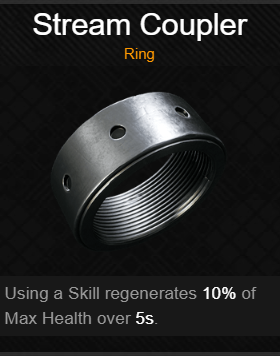 Stream Coupler
Ring
Using a Skill regenerates 10% of
Max Health over 5s.